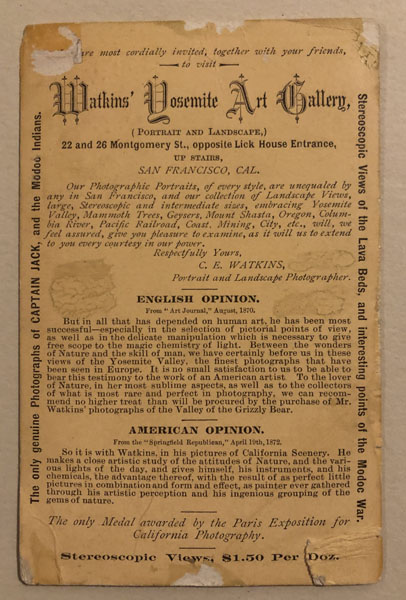 are most cordially invited, together with your friends,
to visit
Watkins' Yosemite Art Gallery,
(PORTRAIT AND LANDSCAPE,)
22 and 26 Montgomery St., opposite Lick House Entrance,
UP STAIRS,
SAN FRANCISCO, CAL.
Our Photographic Portraits, of every style, are unequaled by
any in San Francisco, and our collection of Landscape Views,
large, Stereoscopic and intermediate sizes, embracing Yosemite
Valley, Mammoth Trees, Geysers, Mount Shasta, Oregon, Colum-
bia River, Pacific Railroad, Coast, Mining, City, etc., will, we
feel assured, give you pleasure to examine, as it will us to extend
to you every courtesy in our power.
Respectfully Yours,
C. E. WATKINS,
Portrait and Landscape Photographer.
ENGLISH OPINION.
From "Art Journal," August, 1870.
But in all that has depended on human art, he has been most
successful—especially in the selection of pictorial points of view,
as well as in the delicate manipulation which is necessary to give
free scope to the magic chemistry of light. Between the wonders
of Nature and the skill of man, we have certainly before us in these
views of the Yosemite Valley, the finest photographs that have
been seen in Europe. It is no small satisfaction to us to be able to
bear this testimony to the work of an American artist To the lover
of Nature, in her most sublime aspects, as well as to the collectors
of what is most rare and perfect in photography, we can recom-
mend no higher treat than will be procured by the purchase of Mr.
Watkins' photographs of the Valley of the Grizzly Bear.
AMERICAN OPINION.
From the "Springfield Republican," April 19th, 1872.
So it is with Watkins, in his pictures of California Scenery. He
makes a close artistic study of the attitudes of Nature, and the vari-
ous lights of the day, and gives himself, his instruments, and his
chemicals, the advantage thereof, with the result of as perfect little
pictures in combination and form and effect, as painter ever gathered
through his artistic perception and his ingenious grouping of the
gems of nature.
The only Medal awarded by the Paris Exposition for
California Photography.
Stereoscopic Views, $1.50 Per Doz.
The only genuine Photographs of CAPTAIN JACK, and the Modoc Indians.
Stereoscopic Views of the Lava Beds, and interesting points of the Modoc War.